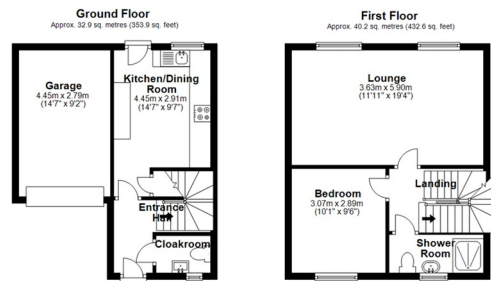 Ground Floor
Approx. 32.9 sq. metres (353.9 sq. feet)
Garage
4.45m x 2.79m
(14'7" x 9'2")
Kitchen/Dining
Room
4.45m x 2.91m
(14'7" x 9'7")
Entrance
Hall
Cloakroom
First Floor
Approx. 40.2 sq. metres (432.6 sq. feet)
Lounge
3.63m x 5.90m
(11'11" x 19'4")
Bedroom
3.07m x 2.89m
(10'1" x 9'6")
Landing
Shower
Room